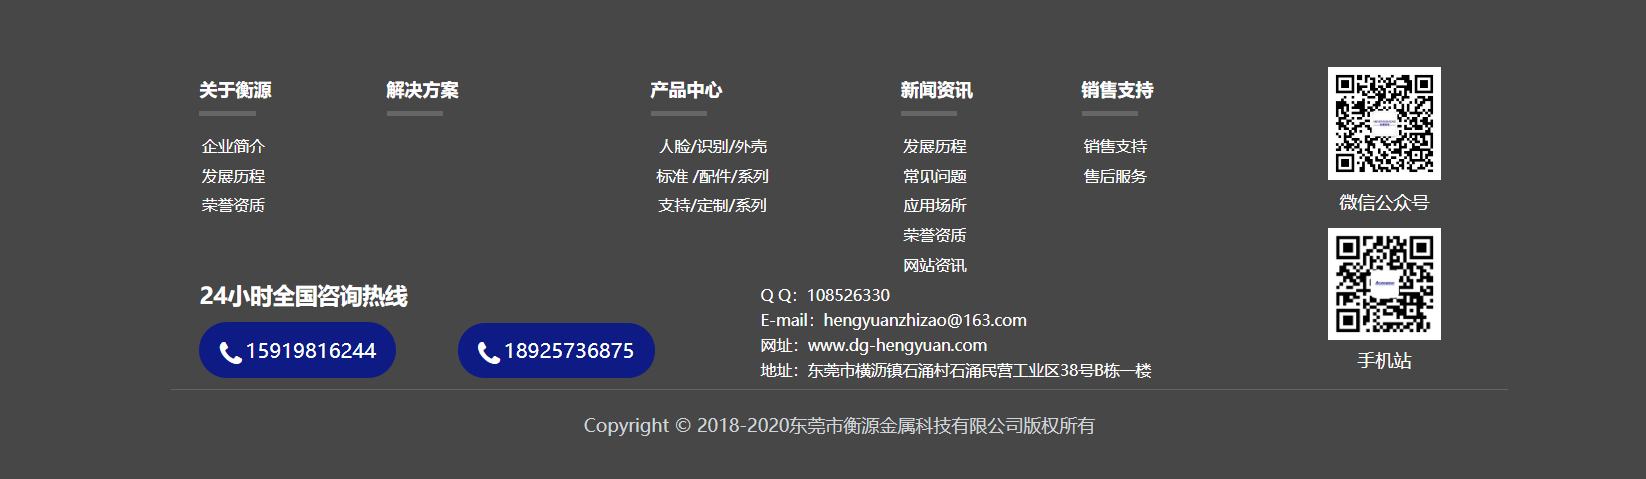 关于衡源
企业简介
发展历程
荣誉资质
解决方案
产品中心
人脸/识别/外壳
标准 /配件/系列
支持/定制/系列
新闻资讯
发展历程
常见问题
应用场所
荣誉资质
网站资讯
销售支持
销售支持
售后服务
微信公众号
手机站
24小时全国咨询热线
15919816244
18925736875
Q Q：108526330
E-mail：hengyuanzhizao@163.com
网址：www.dg-hengyuan.com
地址：东莞市横沥镇石涌村石涌民营工业区38号B栋一楼
Copyright © 2018-2020东莞市衡源金属科技有限公司版权所有